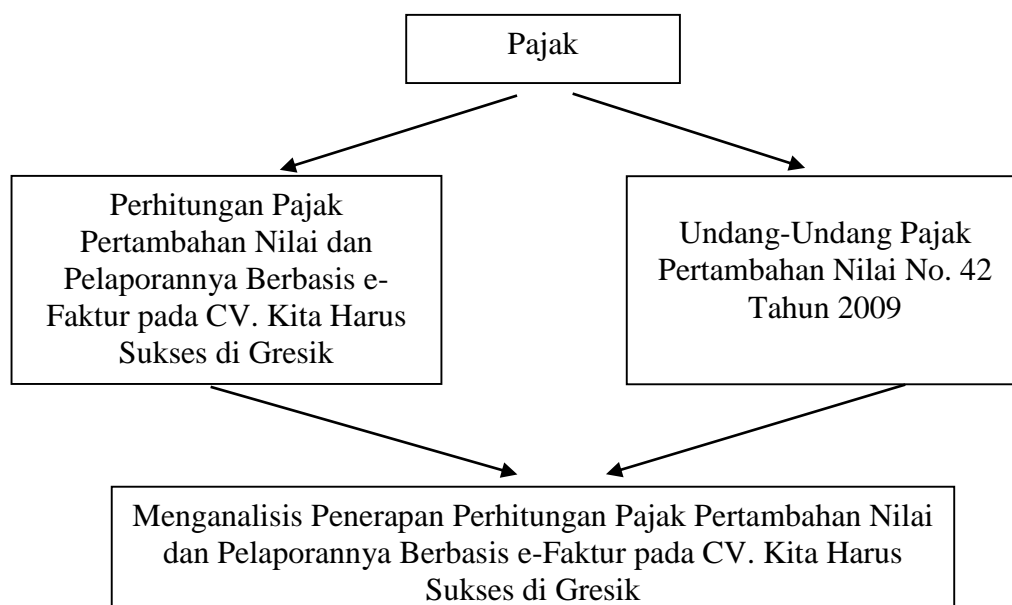 Pajak
Perhitungan Pajak
Pertambahan Nilai dan
Pelaporannya Berbasis e-
Faktur pada CV. Kita Harus
Sukses di Gresik
Undang-Undang Pajak
Pertambahan Nilai No. 42
Tahun 2009
Menganalisis Penerapan Perhitungan Pajak Pertambahan Nilai
dan Pelaporannya Berbasis e-Faktur pada CV. Kita Harus
Sukses di Gresik